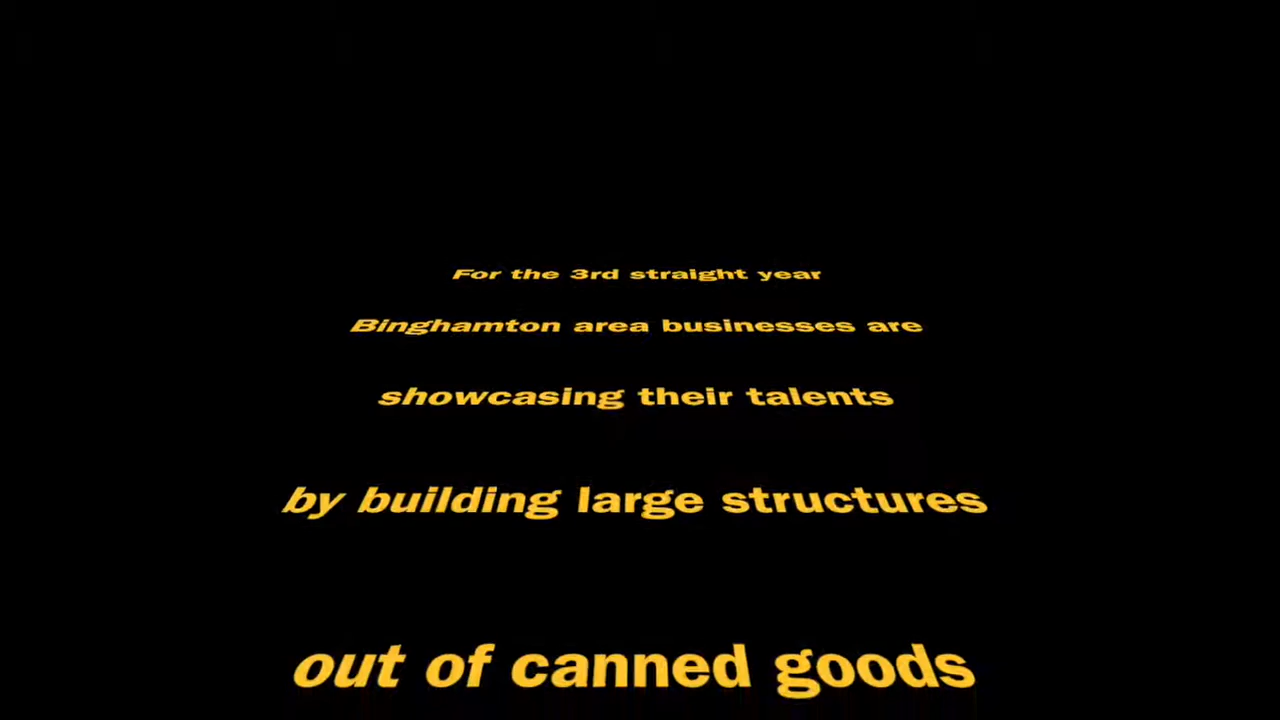 For the 3rd straight year
Binghamton area businesses are
showcasing their talents
by building large structures
out of canned goods